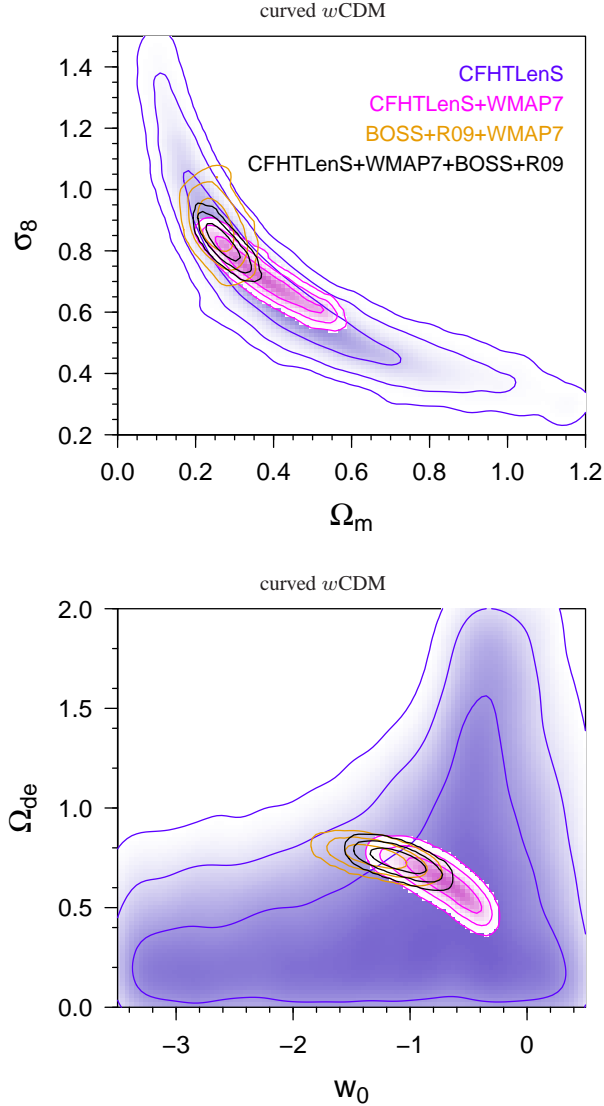 curved wCDM
CFHTLenS
CFHTLenS+WMAP7
BOSS+R09+WMAP7
CFHTLenS+WMAP7+BOSS+R09
1.4
1.2
1.0
0.8
0.6
0.4
0.2
σ8
0.0 0.2 0.4 0.6 0.8 1.0 1.2
Ωm
curved wCDM
2.0
1.5
1.0
0.5
0.0
Ωde
−3 −2 −1 0
w0